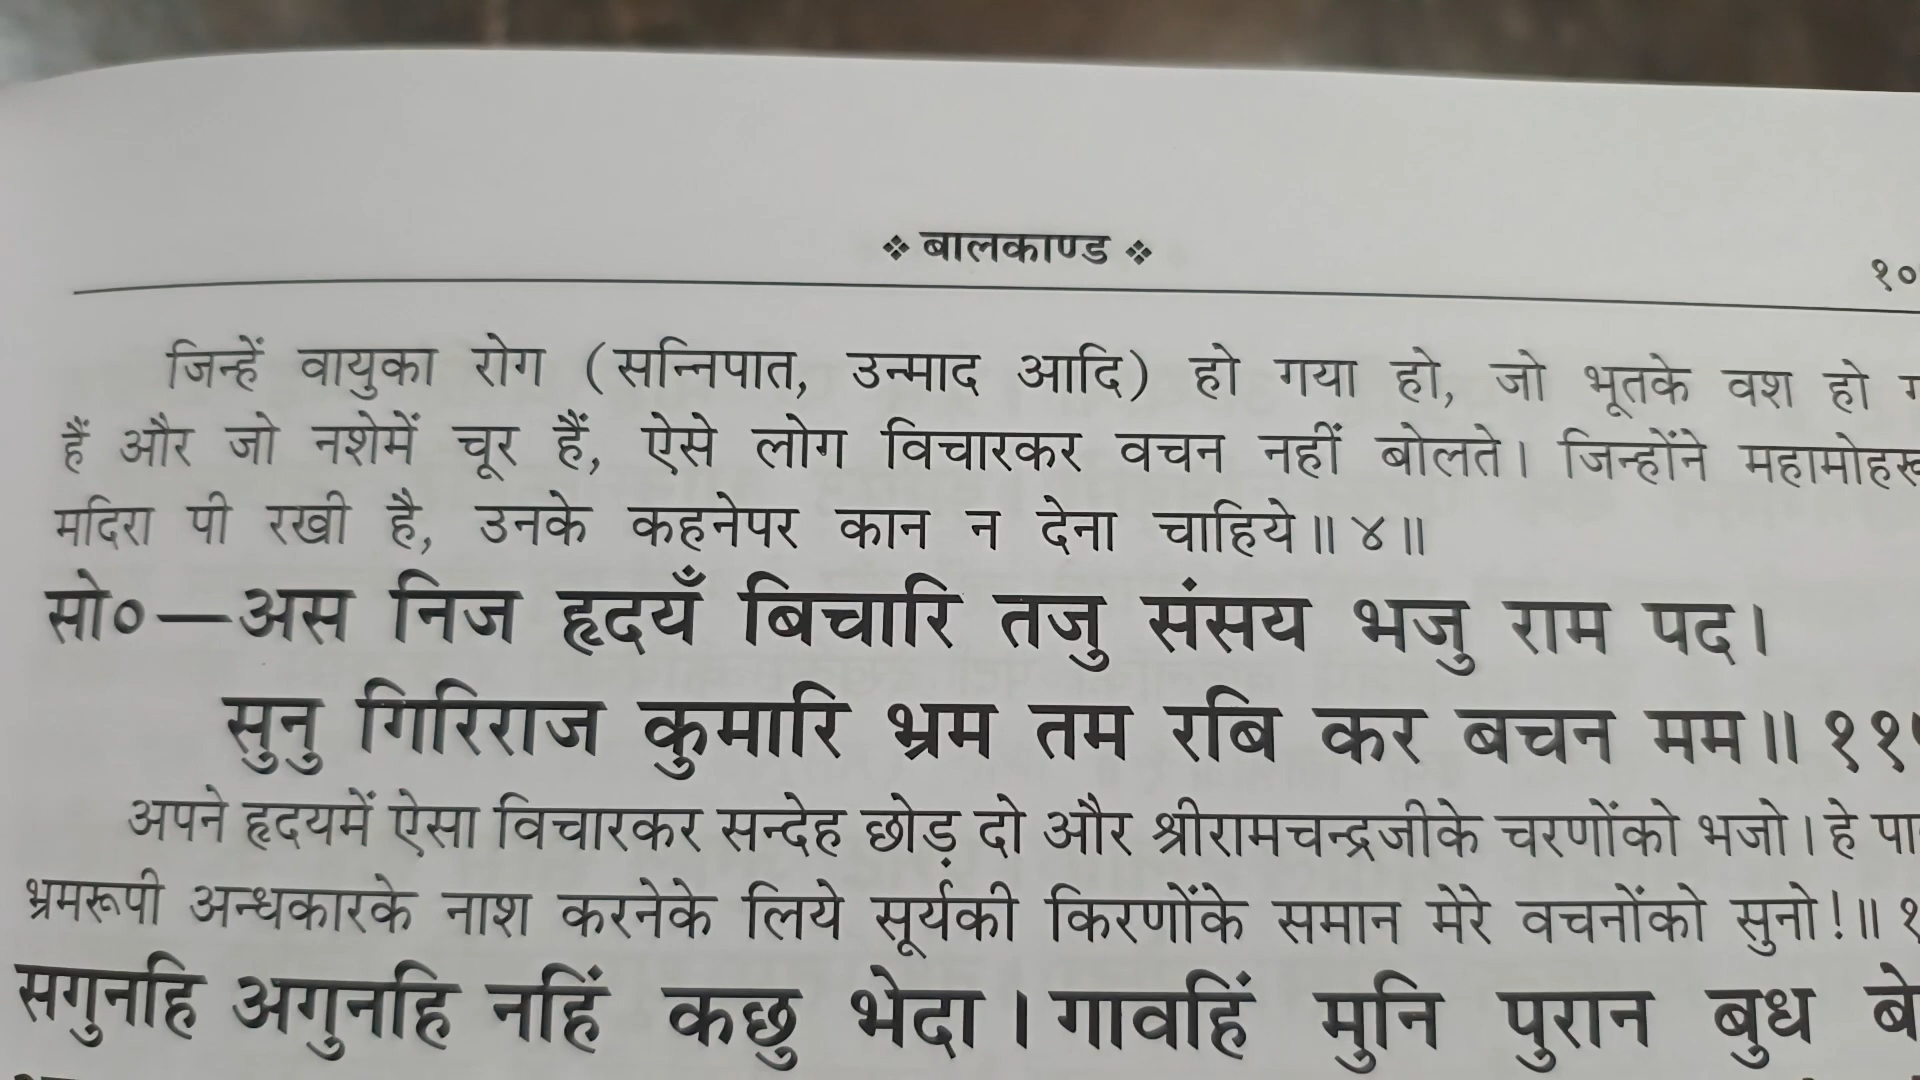 ❖ बालकाण्ड ❖
१०
जिन्हें वायुका रोग (सन्निपात, उन्माद आदि) हो गया हो, जो भूतके वश हो
हैं और जो नशेमें चूर हैं, ऐसे लोग विचारकर वचन नहीं बोलते। जिन्होंने
मदिरा पी रखी है, उनके कहनेपर कान न देना चाहिये॥ ४॥
सो०—अस निज हृदयँ बिचारि तजु संसय भजु राम पद।
सुनु गिरिराज कुमारि भ्रम तम रबि कर बचन मम॥ ११
अपने हृदयमें ऐसा विचारकर सन्देह छोड़ दो और श्रीरामचन्द्रजीके चरणोंको भजो। हे
भ्रमरूपी अन्धकारके नाश करनेके लिये सूर्यकी किरणोंके समान मेरे वचनोंको सुनो!॥
सगुनहि अगुनहि नहिं कछु भेदा। गावहिं मुनि पुरान बुध